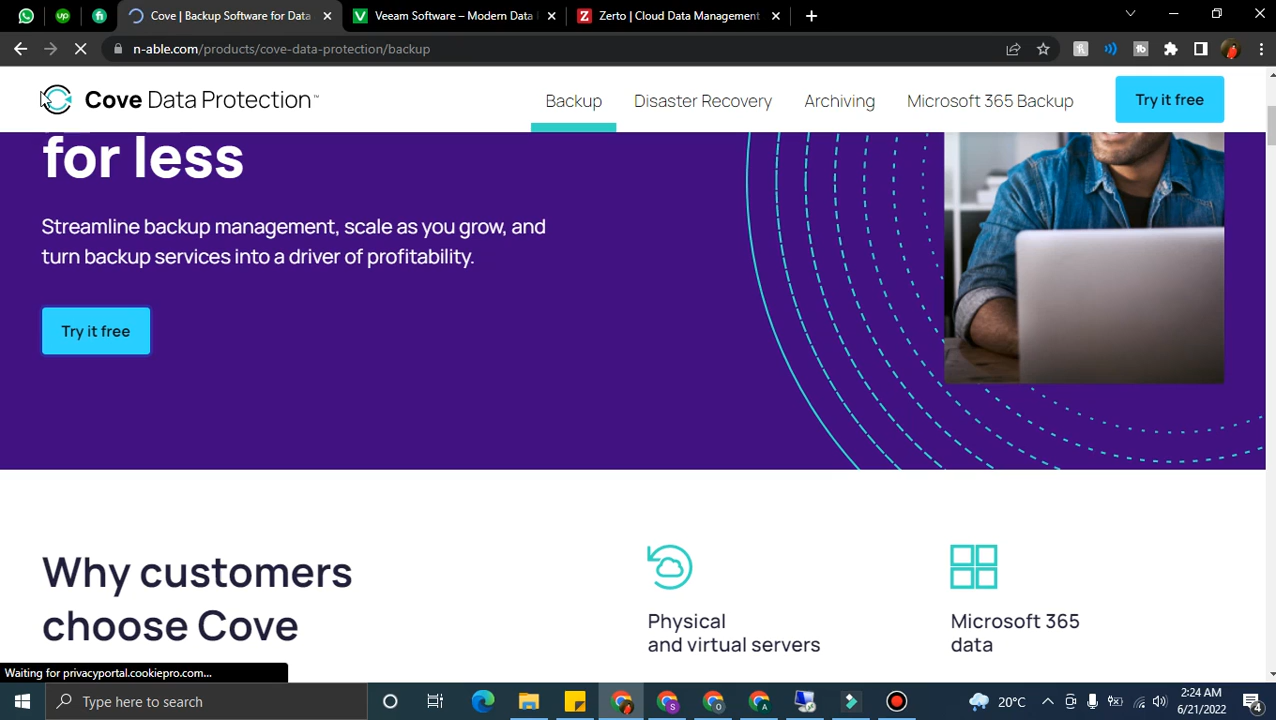 Cove | Backup Software for Data
Veeam Software – Modern Data
Zerto | Cloud Data Management
n-able.com/products/cove-data-protection/backup
Cove Data Protection™
Backup
Disaster Recovery
Archiving
Microsoft 365 Backup
Try it free
for less
Streamline backup management, scale as you grow, and
turn backup services into a driver of profitability.
Try it free
Why customers
choose Cove
Physical
and virtual servers
Microsoft 365
data
Waiting for privacyportal.cookiepro.com...
Type here to search
20°C
2:24 AM
6/21/2022
4